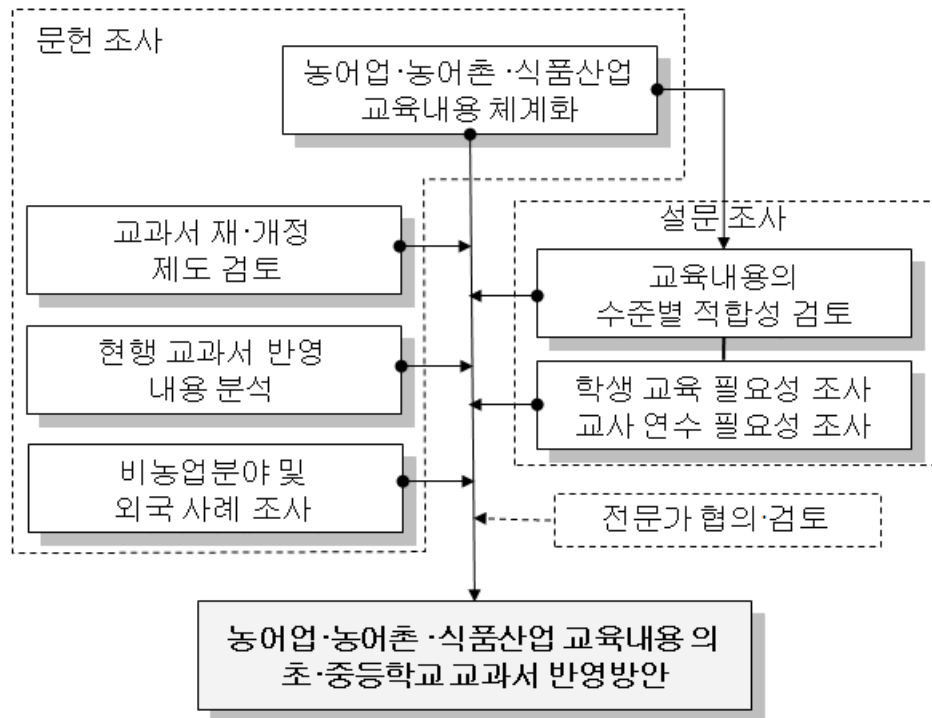 문헌 조사
농어업·농어촌·식품산업
교육내용 체계화
교과서 재·개정
제도 검토
설문 조사
교육내용의
수준별 적합성 검토
현행 교과서 반영
내용 분석
학생 교육 필요성 조사
교사 연수 필요성 조사
비농업분야 및
외국 사례 조사
전문가 협의·검토
농어업·농어촌·식품산업 교육내용의
초·중등학교 교과서 반영방안